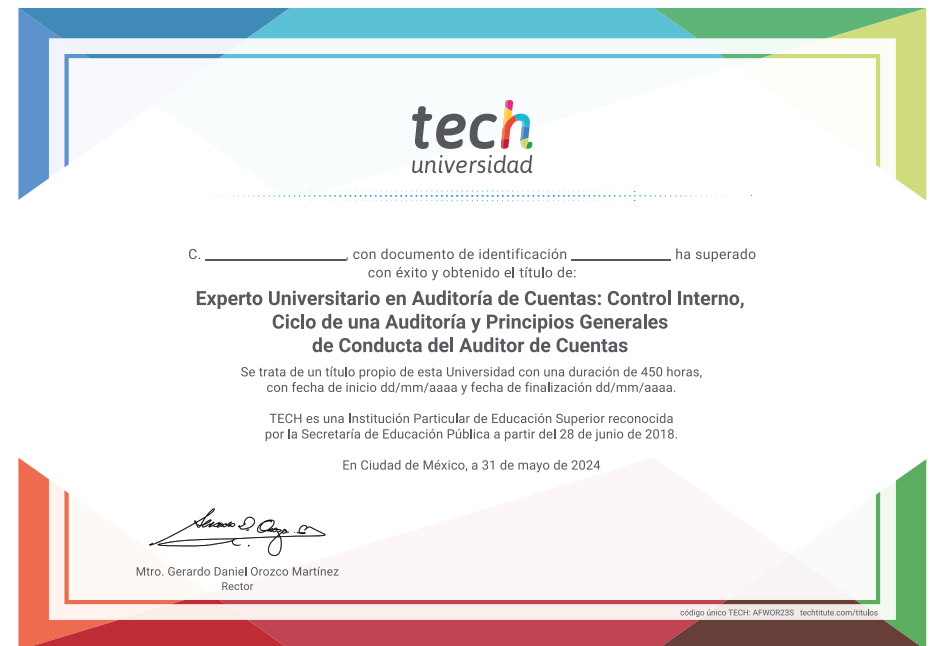 tech
universidad
C. ____________, con documento de identificación ____________ ha superado
con éxito y obtenido el título de:
Experto Universitario en Auditoría de Cuentas: Control Interno,
Ciclo de una Auditoría y Principios Generales
de Conducta del Auditor de Cuentas
Se trata de un título propio de esta Universidad con una duración de 450 horas,
con fecha de inicio dd/mm/aaaa y fecha de finalización dd/mm/aaaa.
TECH es una Institución Particular de Educación Superior reconocida
por la Secretaría de Educación Pública a partir del 28 de junio de 2018.
En Ciudad de México, a 31 de mayo de 2024
Mtro. Gerardo Daniel Orozco Martínez
Rector
código único TECH: AFWOR23S techtitute.com/titulos